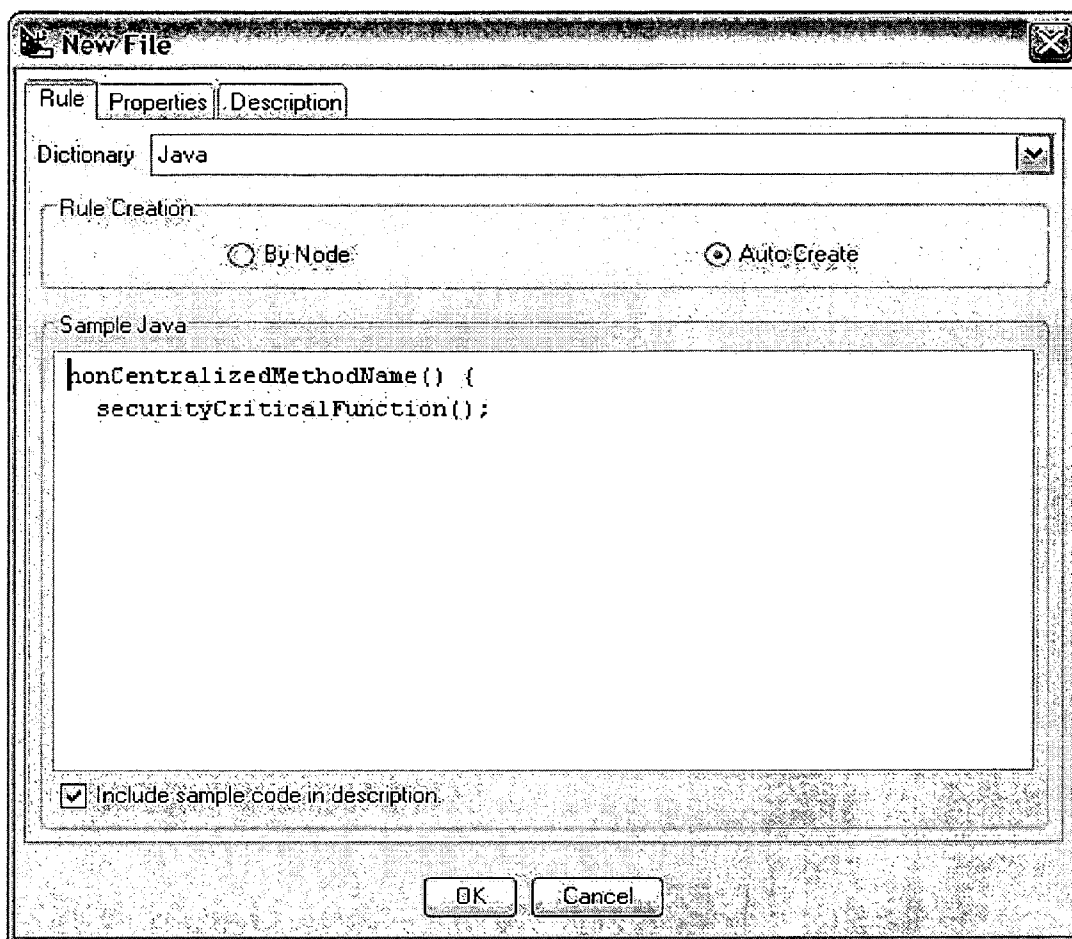 New File
Rule Properties Description
Dictionary Java
Rule Creation
By Node Auto Create
Sample Java
nonCentralizedMethodName() {
securityCriticalFunction();
Include sample code in description.
OK Cancel